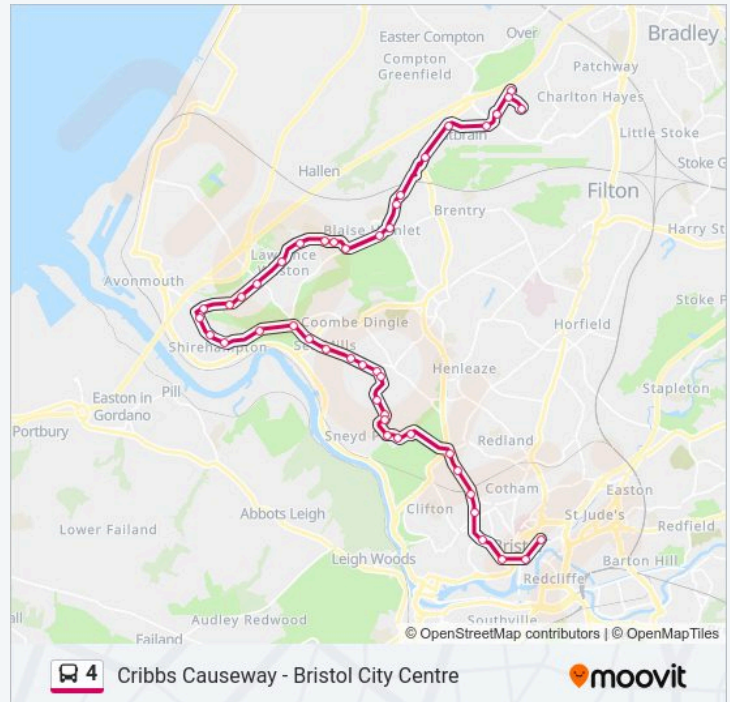 Easter Compton
Over
Bradley
Compton
Greenfield
Patchway
Charlton Hayes
Little Stoke
Hallen
Stoke G
Filton
Brentry
Harry St
Blaise Hamlet
Lawrence
Weston
Avonmouth
Stoke P
Coombe Dingle
Horfield
Shirehampton
Sea Mills
Henleaze
Easton in
Gordano
Pill
Stapleton
Portbury
Sneyd P
Redland
Cotham
Easton
Clifton
St Jude's
Abbots Leigh
Redfield
Lower Failand
Leigh Woods
Barton Hill
Redcliffe
Audley Redwood
Southville
Failand
© OpenStreetMap contributors | © OpenMapTiles
4 Cribbs Causeway - Bristol City Centre
moovit